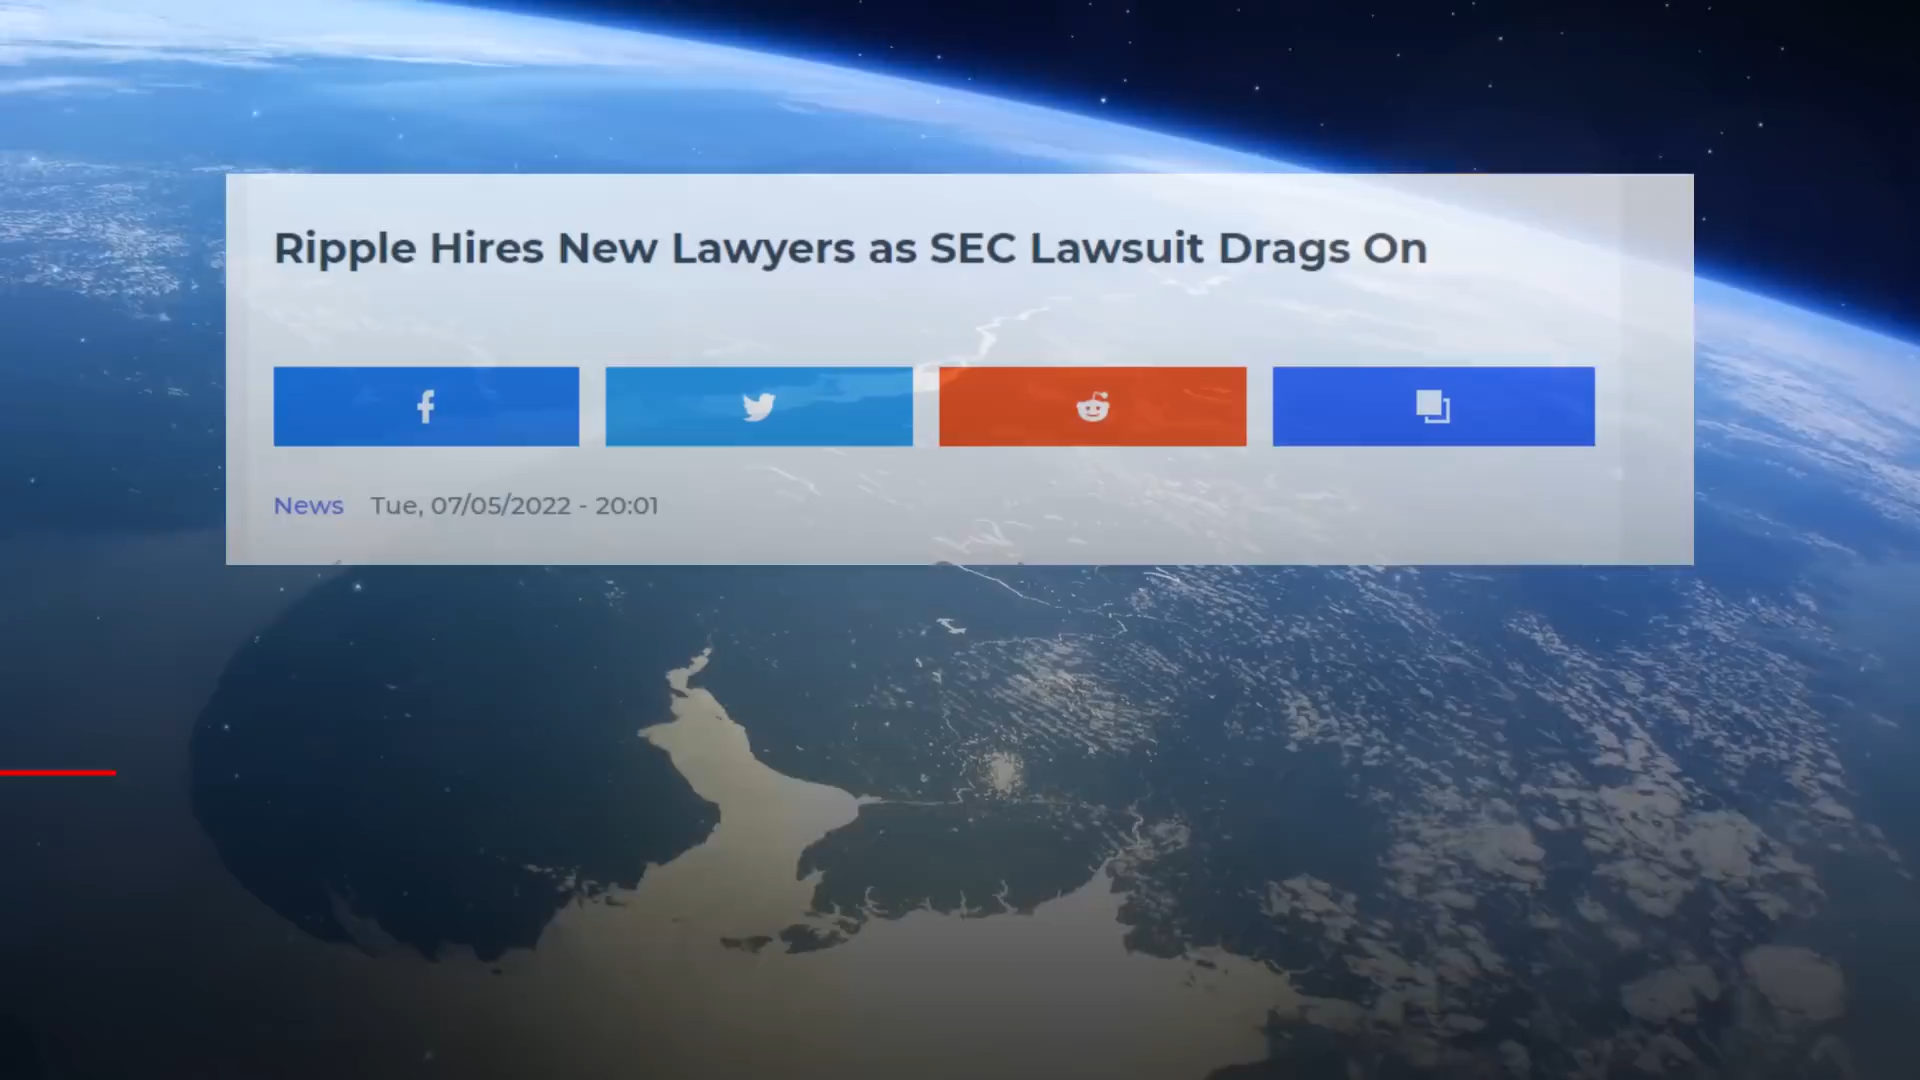 Ripple Hires New Lawyers as SEC Lawsuit Drags On
News Tue, 07/05/2022 - 20:01